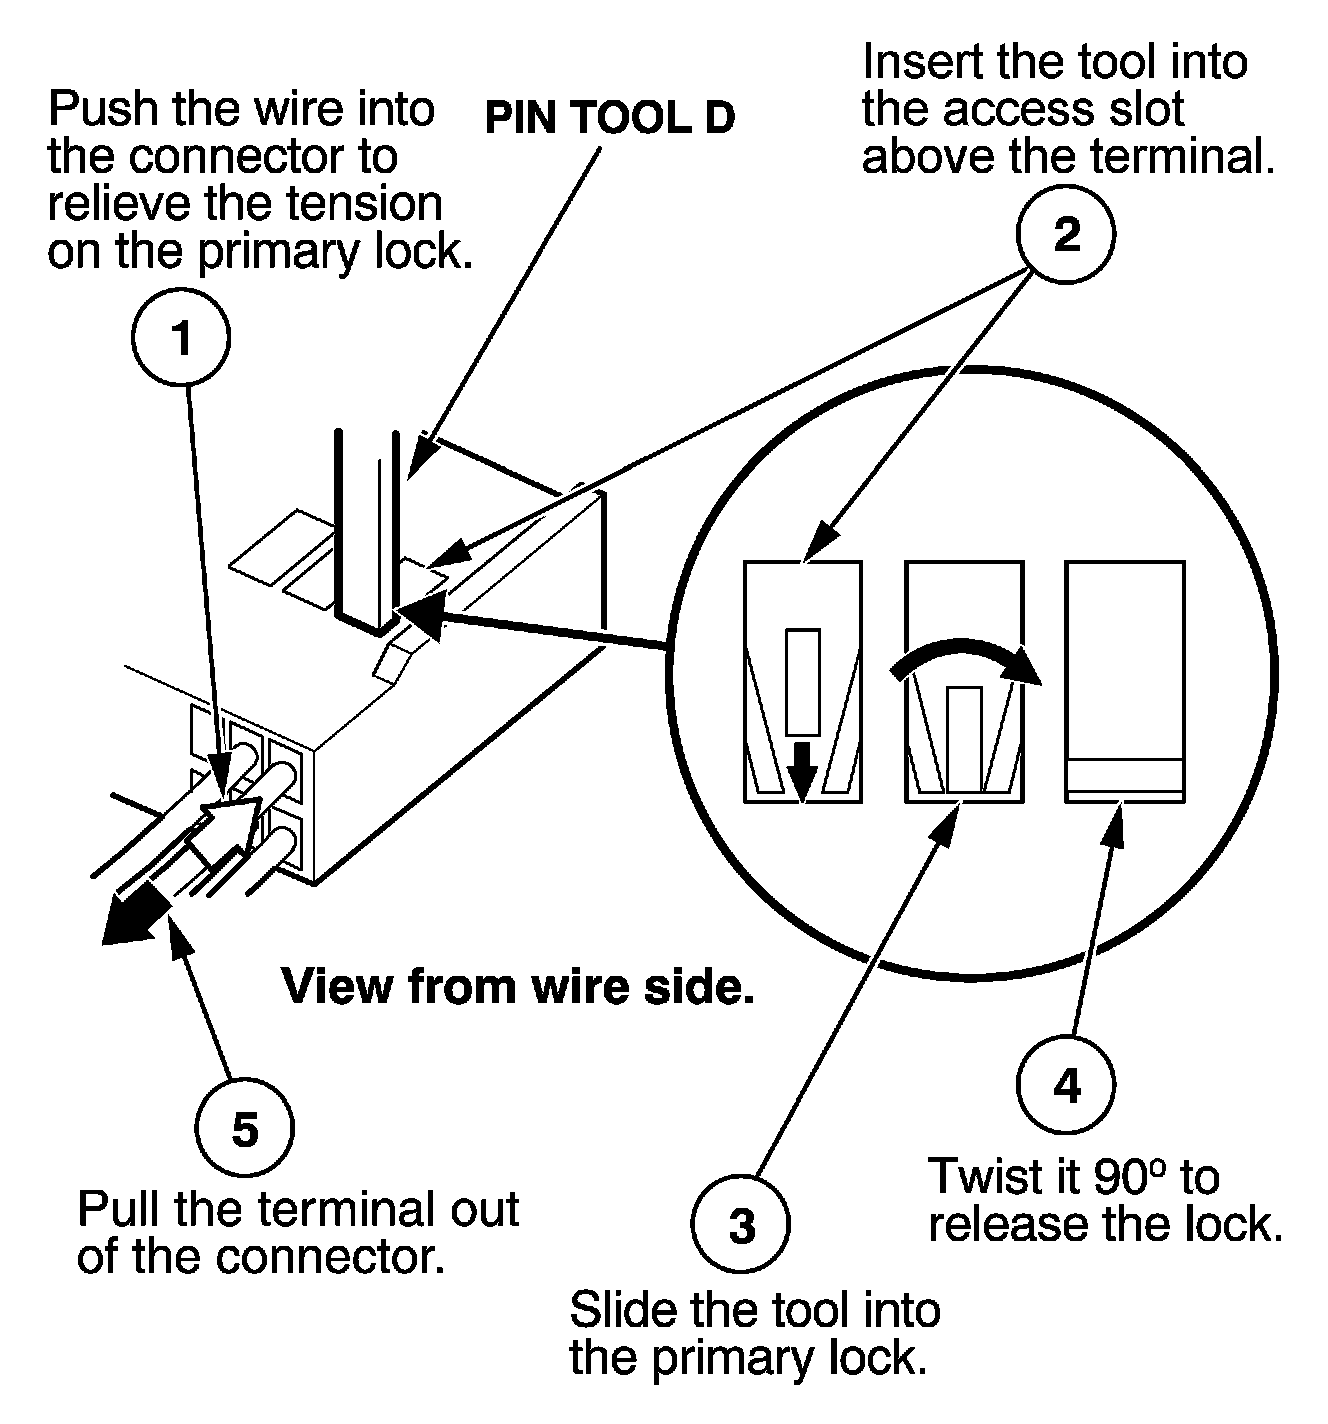 Push the wire into
the connector to
relieve the tension
on the primary lock.
1
PIN TOOL D
Insert the tool into
the access slot
above the terminal.
2
View from wire side.
5
Pull the terminal out
of the connector.
3
Slide the tool into
the primary lock.
4
Twist it 90º to
release the lock.